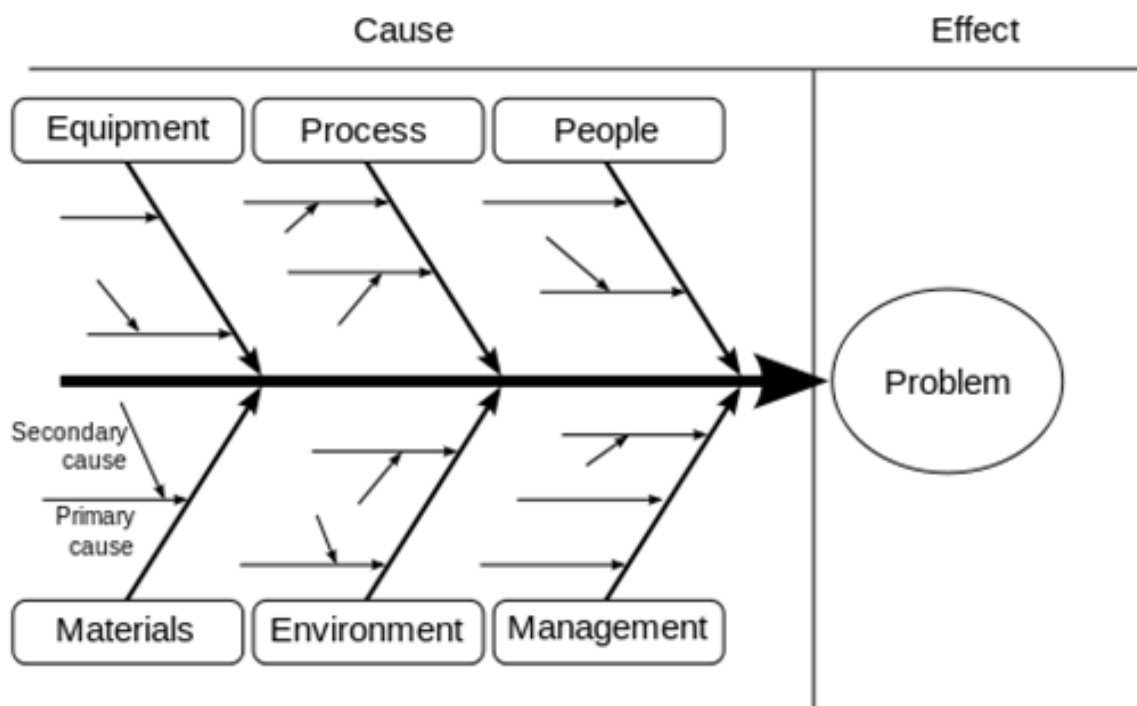 Cause
Effect
Equipment
Process
People
Problem
Secondary
cause
Primary
cause
Materials
Environment
Management